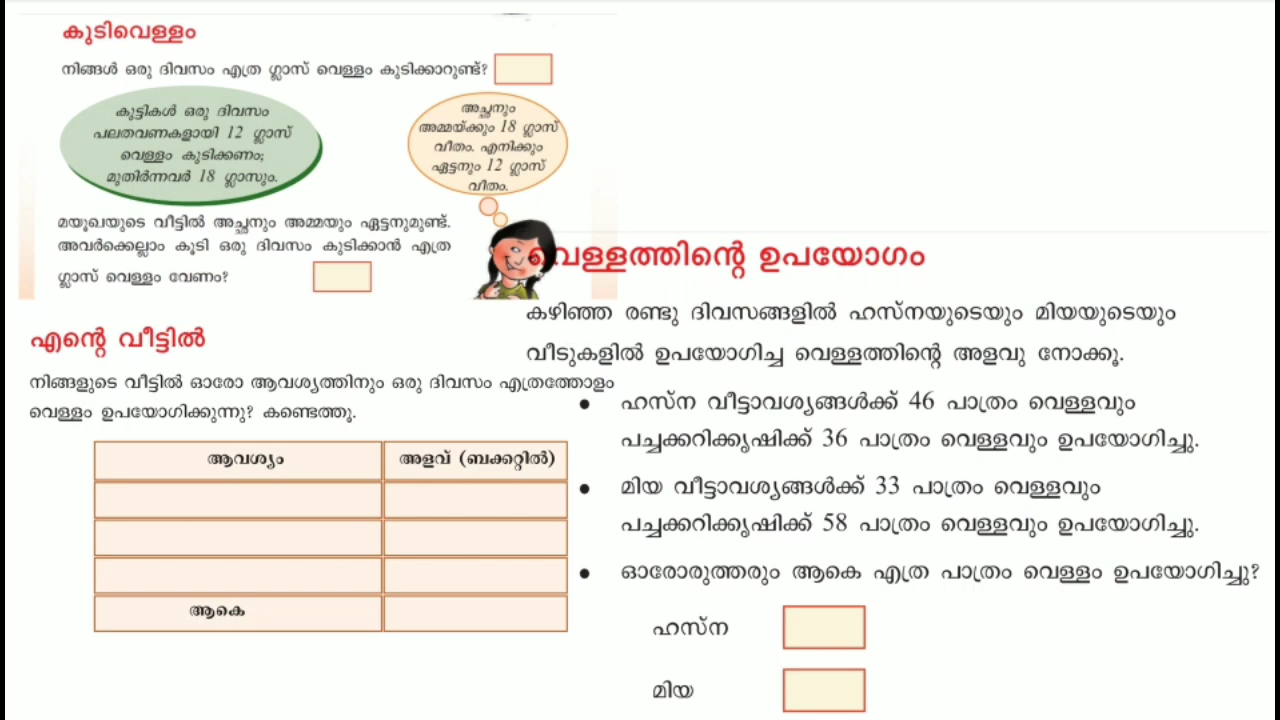 കുടിവെള്ളം
നിങ്ങൾ ഒരു ദിവസം എത്ര ഗ്ലാസ് വെള്ളം കുടിക്കാറുണ്ട്?
കുട്ടികൾ ഒരു ദിവസം
പലതവണകളായി 12 ഗ്ലാസ്
വെള്ളം കുടിക്കണം;
മുതിർന്നവർ 18 ഗ്ലാസും.
അച്ഛനും
അമ്മയ്ക്കും 18 ഗ്ലാസ്
വീതം. എനിക്കും
ഏട്ടനും 12 ഗ്ലാസ്
വീതം.
മയൂഖയുടെ വീട്ടിൽ അച്ഛനും അമ്മയും ഏട്ടനുമുണ്ട്.
അവർക്കെല്ലാം കൂടി ഒരു ദിവസം കുടിക്കാൻ എത്ര
ഗ്ലാസ് വെള്ളം വേണം?
എന്റെ വീട്ടിൽ
നിങ്ങളുടെ വീട്ടിൽ ഓരോ ആവശ്യത്തിനും ഒരു ദിവസം എത്രത്തോളം
വെള്ളം ഉപയോഗിക്കുന്നു? കണ്ടെത്തൂ.
ആവശ്യം അളവ് (ബക്കറ്റിൽ)
ആകെ
വെള്ളത്തിന്റെ ഉപയോഗം
കഴിഞ്ഞ രണ്ടു ദിവസങ്ങളിൽ ഹസ്നയുടെയും മിയയുടെയും
വീടുകളിൽ ഉപയോഗിച്ച വെള്ളത്തിന്റെ അളവു നോക്കൂ.
• ഹസ്ന വീട്ടാവശ്യങ്ങൾക്ക് 46 പാത്രം വെള്ളവും
പച്ചക്കറിക്കൃഷിക്ക് 36 പാത്രം വെള്ളവും ഉപയോഗിച്ചു.
• മിയ വീട്ടാവശ്യങ്ങൾക്ക് 33 പാത്രം വെള്ളവും
പച്ചക്കറിക്കൃഷിക്ക് 58 പാത്രം വെള്ളവും ഉപയോഗിച്ചു.
• ഓരോരുത്തരും ആകെ എത്ര പാത്രം വെള്ളം ഉപയോഗിച്ചു?
ഹസ്ന
മിയ